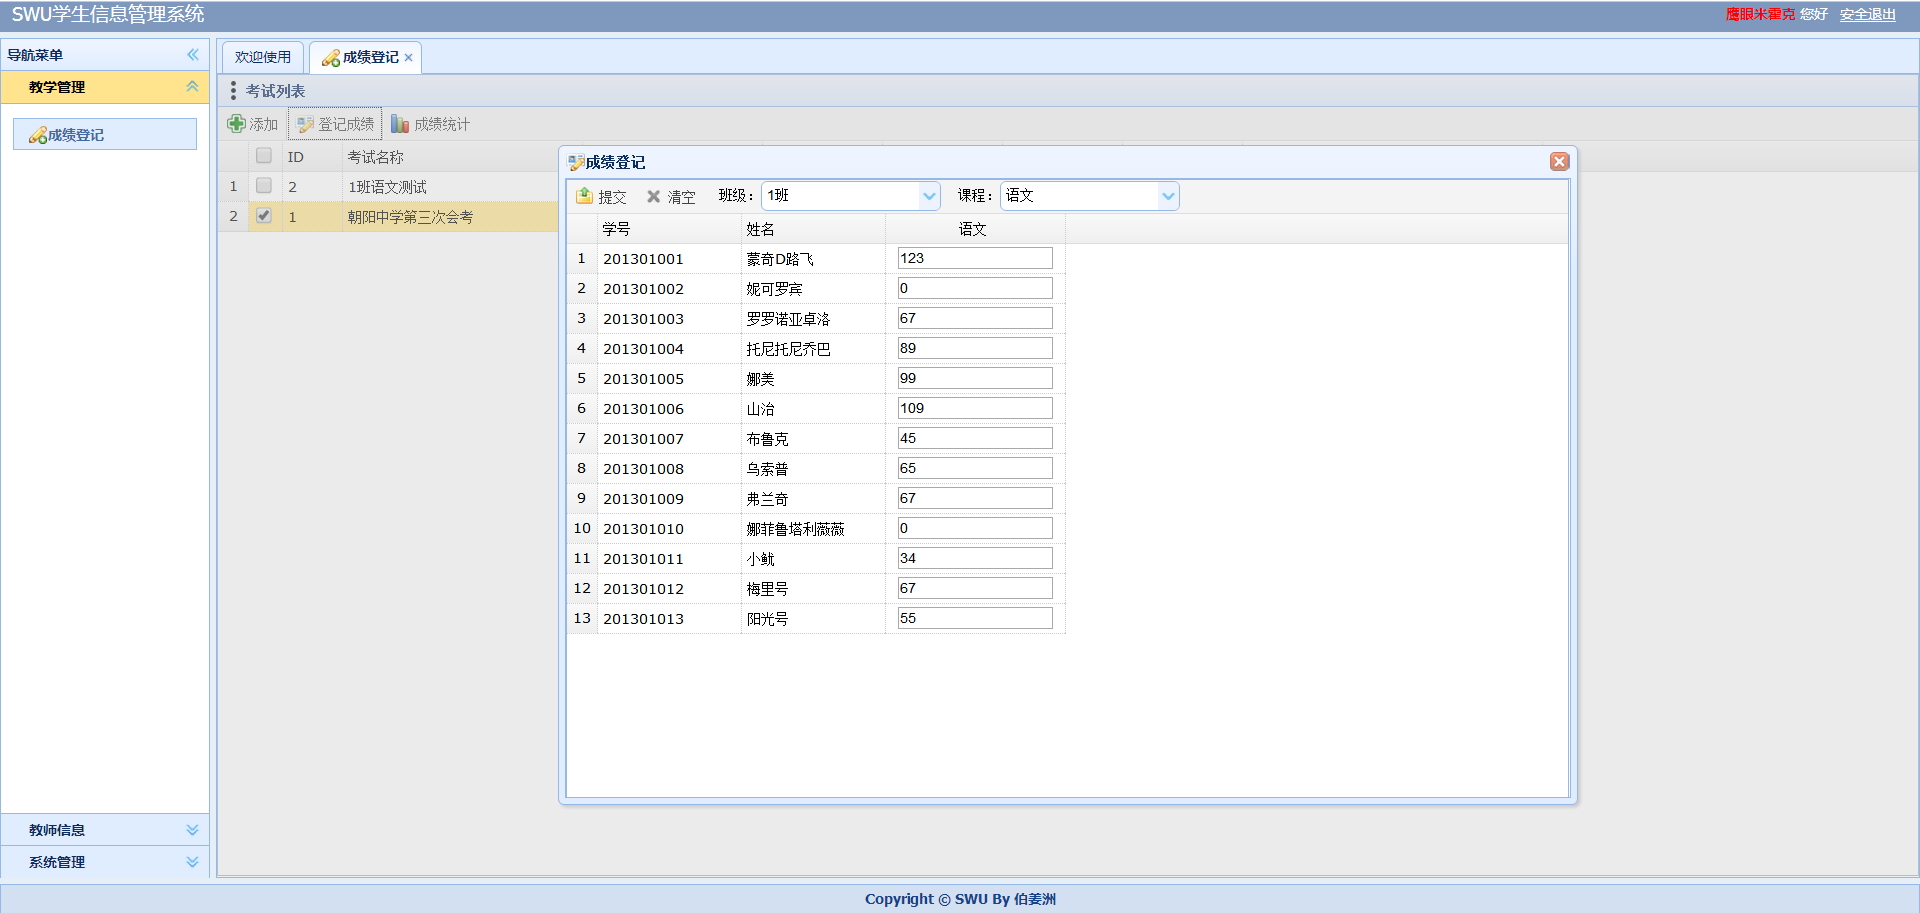 SWU学生信息管理系统
鹰眼米霍克 您好 安全退出
导航菜单
教学管理
成绩登记
教师信息
系统管理
欢迎使用
成绩登记
考试列表
添加 登记成绩 成绩统计
ID 考试名称
1 2 1班语文测试
2 1 朝阳中学第三次会考
成绩登记
提交 清空 班级： 1班 课程： 语文
学号 姓名 语文
1 201301001 蒙奇D路飞 123
2 201301002 妮可罗宾 0
3 201301003 罗罗诺亚卓洛 67
4 201301004 托尼托尼乔巴 89
5 201301005 娜美 99
6 201301006 山治 109
7 201301007 布鲁克 45
8 201301008 乌索普 65
9 201301009 弗兰奇 67
10 201301010 娜菲鲁塔利薇薇 0
11 201301011 小鱿 34
12 201301012 梅里号 67
13 201301013 阳光号 55
Copyright © SWU By 伯姜洲